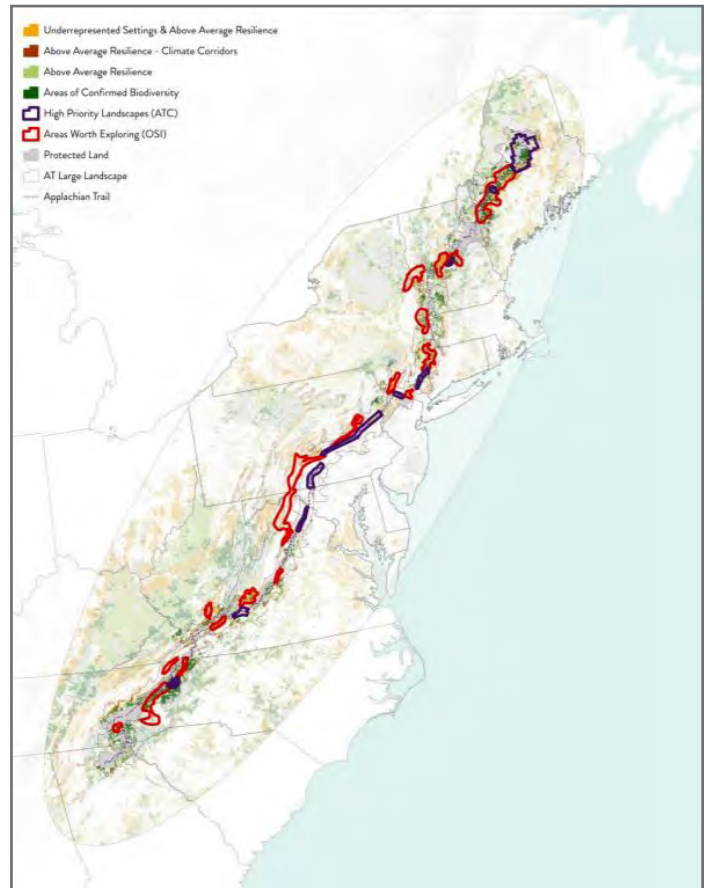 Underrepresented Settings & Above Average Resilience
Above Average Resilience - Climate Corridors
Above Average Resilience
Areas of Confirmed Biodiversity
High Priority Landscapes (ATC)
Areas Worth Exploring (OSI)
Protected Land
AT Large Landscape
Applachian Trail